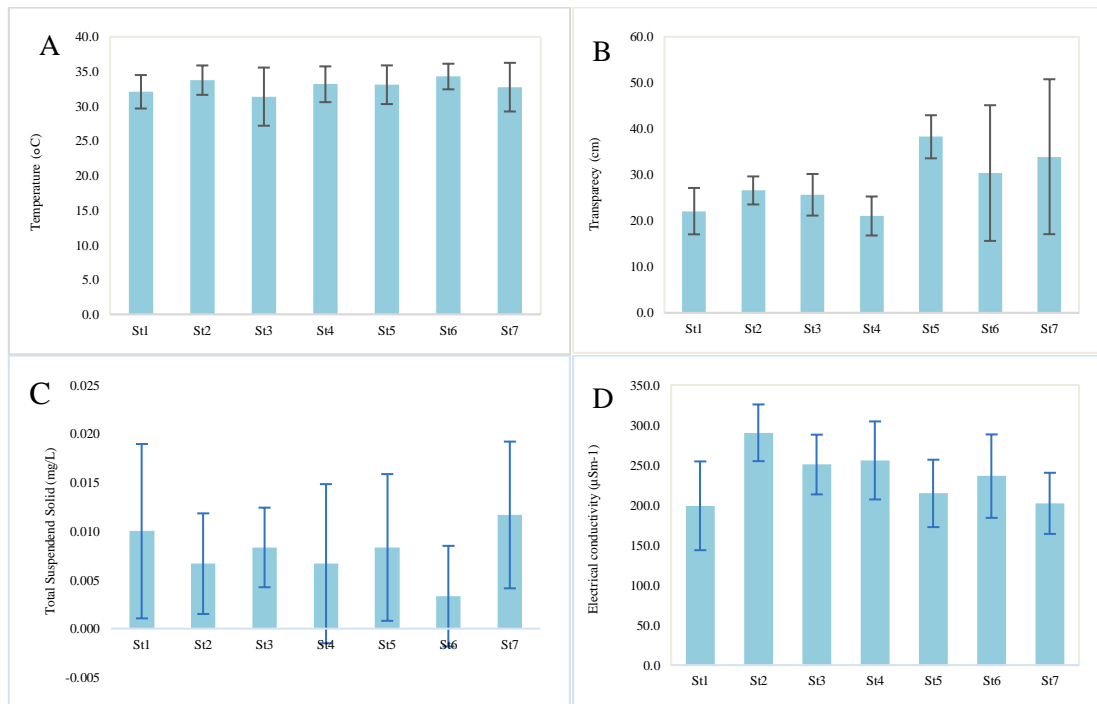 A
Temperature (oC)
40.0
35.0
30.0
25.0
20.0
15.0
10.0
5.0
0.0
St1 St2 St3 St4 St5 St6 St7
B
Transparecy (cm)
60.0
50.0
40.0
30.0
20.0
10.0
0.0
St1 St2 St3 St4 St5 St6 St7
C
Total Suspendend Solid (mg/L)
0.025
0.020
0.015
0.010
0.005
0.000
-0.005
St1 St2 St3 St4 St5 St6 St7
D
Electrical conductivity (µSm-1)
350.0
300.0
250.0
200.0
150.0
100.0
50.0
0.0
St1 St2 St3 St4 St5 St6 St7